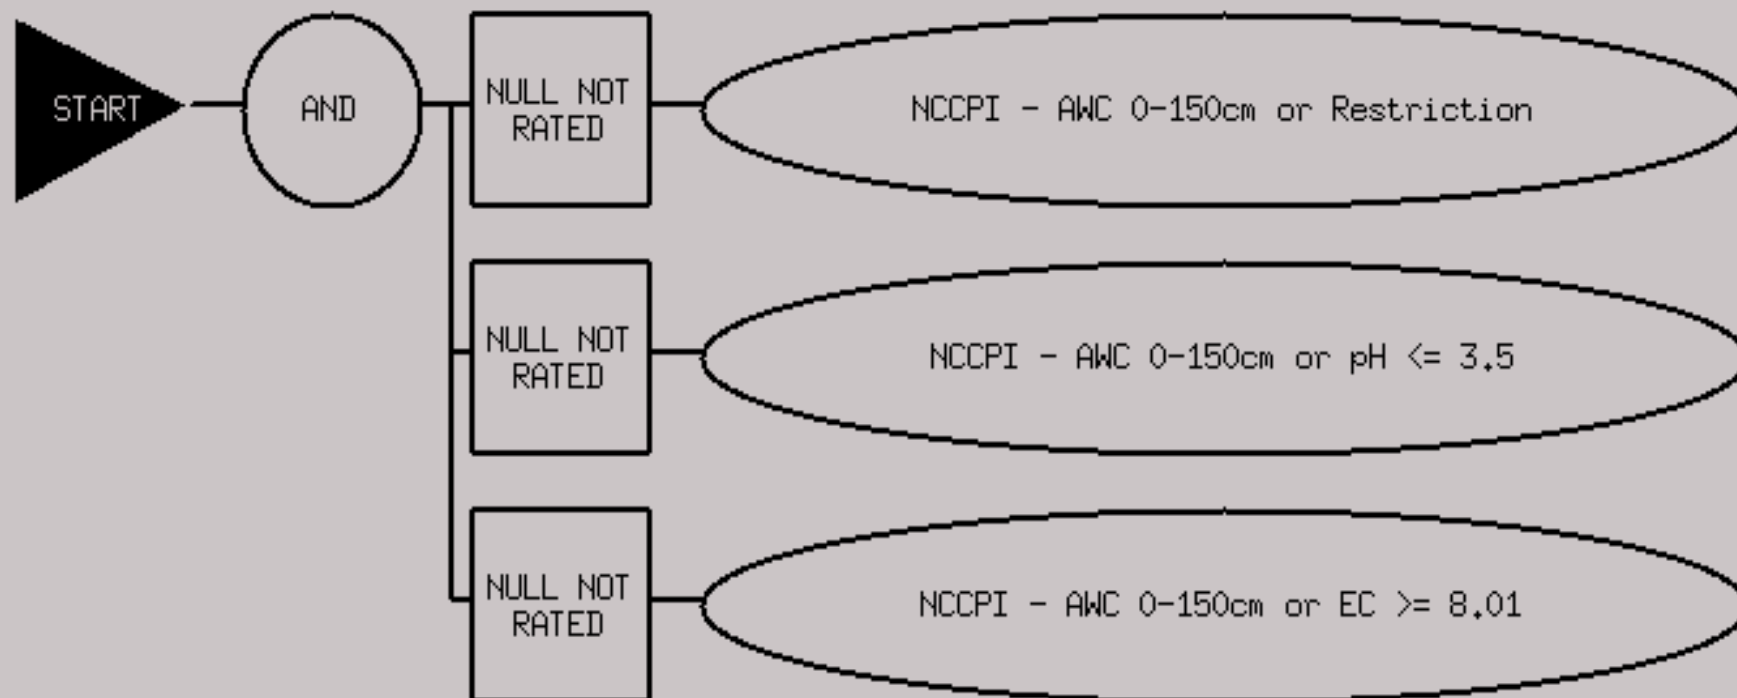 START
AND
NULL NOT
RATED
NCCPI - AWC 0-150cm or Restriction
NULL NOT
RATED
NCCPI - AWC 0-150cm or pH <= 3.5
NULL NOT
RATED
NCCPI - AWC 0-150cm or EC >= 8.01